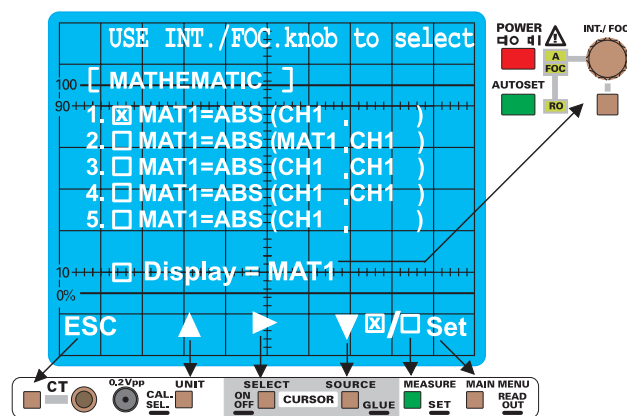 USE INT./FOC.knob to select
POWER
INT./ FOC
A
FOC
AUTOSET
RO
100
[ MATHEMATIC ]
90
1. ☒ MAT1=ABS (CH1 , )
2. ☐ MAT1=ABS (MAT1 , CH1 )
3. ☐ MAT1=ABS (CH1 , CH1 )
4. ☐ MAT1=ABS (CH1 , CH1 )
5. ☐ MAT1=ABS (CH1 , )
10
☐ Display = MAT1
0%
ESC ▲ ► ▼ ☒/☐ Set
CT
0.2Vpp
CAL.
SEL.
UNIT
ON
OFF
SELECT
CURSOR
SOURCE
GLUE
MEASURE
SET
MAIN MENU
READ
OUT